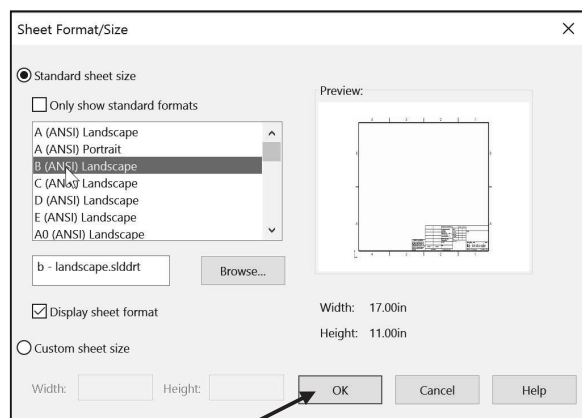 Sheet Format/Size
Standard sheet size
Only show standard formats
A (ANSI) Landscape
A (ANSI) Portrait
B (ANSI) Landscape
C (ANSI) Landscape
D (ANSI) Landscape
E (ANSI) Landscape
A0 (ANSI) Landscape
b - landscape.slddrt
Browse...
Display sheet format
Custom sheet size
Width:
Height:
Preview:
Width: 17.00in
Height: 11.00in
OK
Cancel
Help